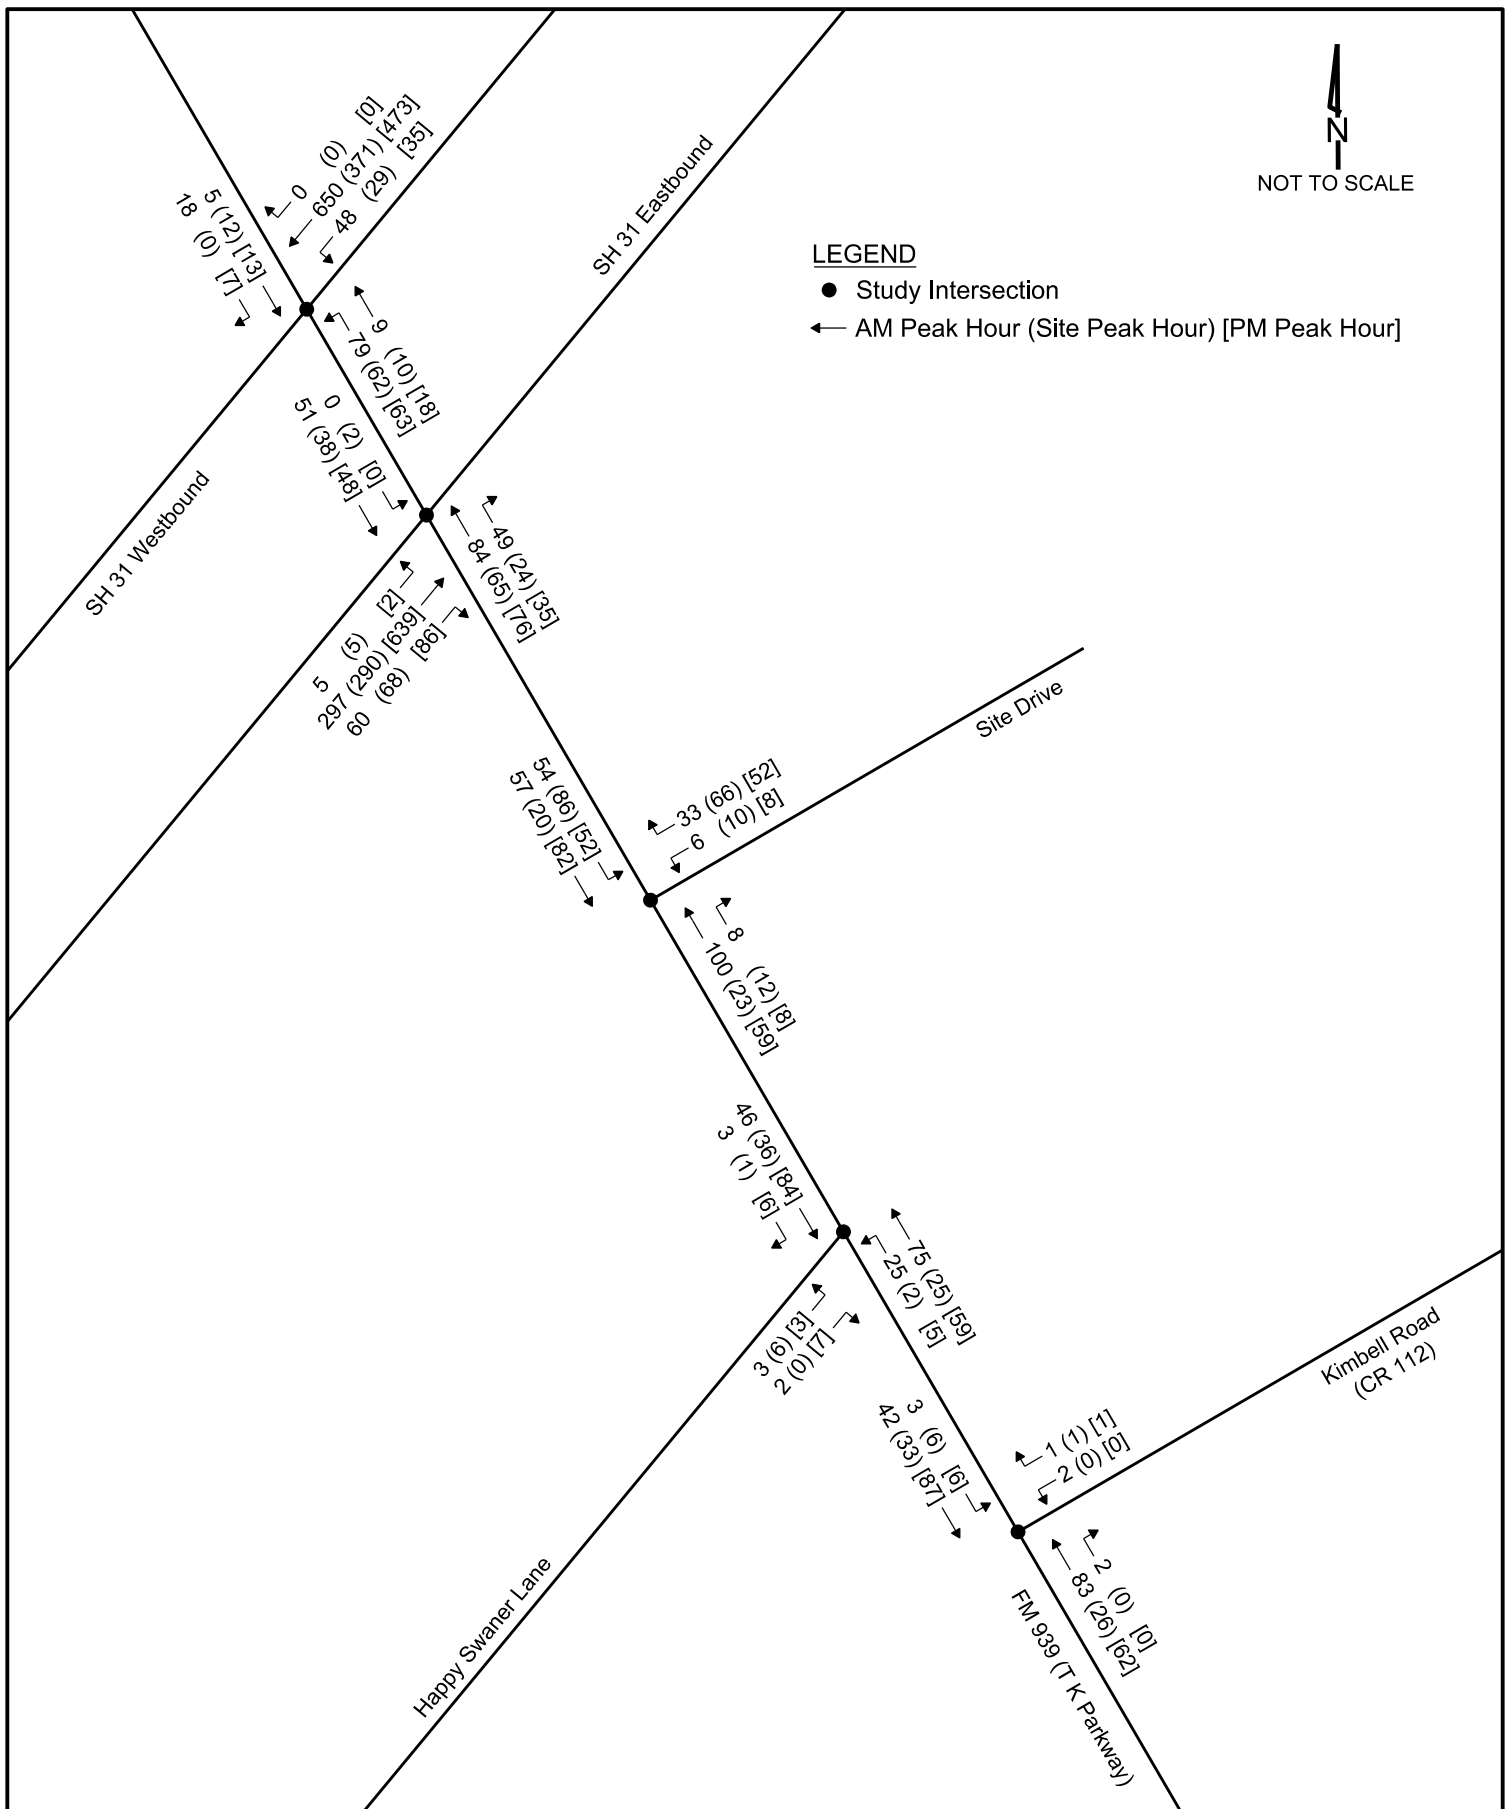 N
NOT TO SCALE
LEGEND
Study Intersection
AM Peak Hour (Site Peak Hour) [PM Peak Hour]
0 (0) [0]
650 (371) [473]
48 (29) [35]
5 (12) [13]
18 (0) [7]
9 (10) [18]
79 (62) [63]
SH 31 Eastbound
SH 31 Westbound
0 (2) [0]
51 (38) [48]
49 (24) [35]
84 (65) [76]
5 (5) [2]
297 (290) [639]
60 (68) [86]
Site Drive
54 (86) [52]
57 (20) [82]
33 (66) [52]
6 (10) [8]
8 (12) [8]
100 (23) [59]
46 (36) [84]
3 (1) [6]
75 (25) [59]
25 (2) [5]
3 (6) [3]
2 (0) [7]
Kimbell Road
(CR 112)
3 (6) [6]
42 (33) [87]
1 (1) [1]
2 (0) [0]
2 (0) [0]
83 (26) [62]
Happy Swaner Lane
FM 939 (T K Parkway)